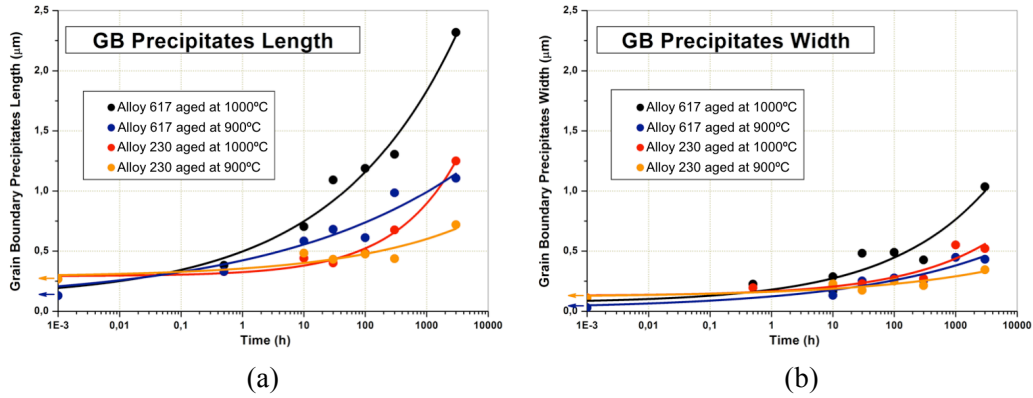 GB Precipitates Length
Grain Boundary Precipitates Length (μm)
2,5
2,0
1,5
1,0
0,5
0,0
Alloy 617 aged at 1000ºC
Alloy 617 aged at 900ºC
Alloy 230 aged at 1000ºC
Alloy 230 aged at 900ºC
1E-3 0,01 0,1 1 10 100 1000 10000
Time (h)
(a)
GB Precipitates Width
Grain Boundary Precipitates Width (μm)
2,5
2,0
1,5
1,0
0,5
0,0
Alloy 617 aged at 1000ºC
Alloy 617 aged at 900ºC
Alloy 230 aged at 1000ºC
Alloy 230 aged at 900ºC
1E-3 0,01 0,1 1 10 100 1000 10000
Time (h)
(b)